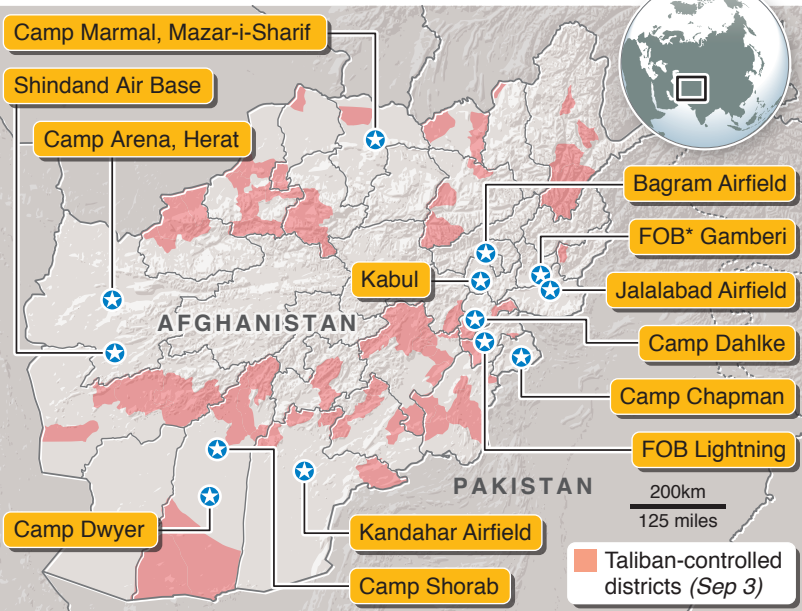 Camp Marmal, Mazar-i-Sharif
Shindand Air Base
Camp Arena, Herat
Bagram Airfield
FOB* Gamberi
Kabul
Jalalabad Airfield
AFGHANISTAN
Camp Dahlke
Camp Chapman
FOB Lightning
PAKISTAN
200km
125 miles
Camp Dwyer
Kandahar Airfield
Camp Shorab
Taliban-controlled
districts (Sep 3)